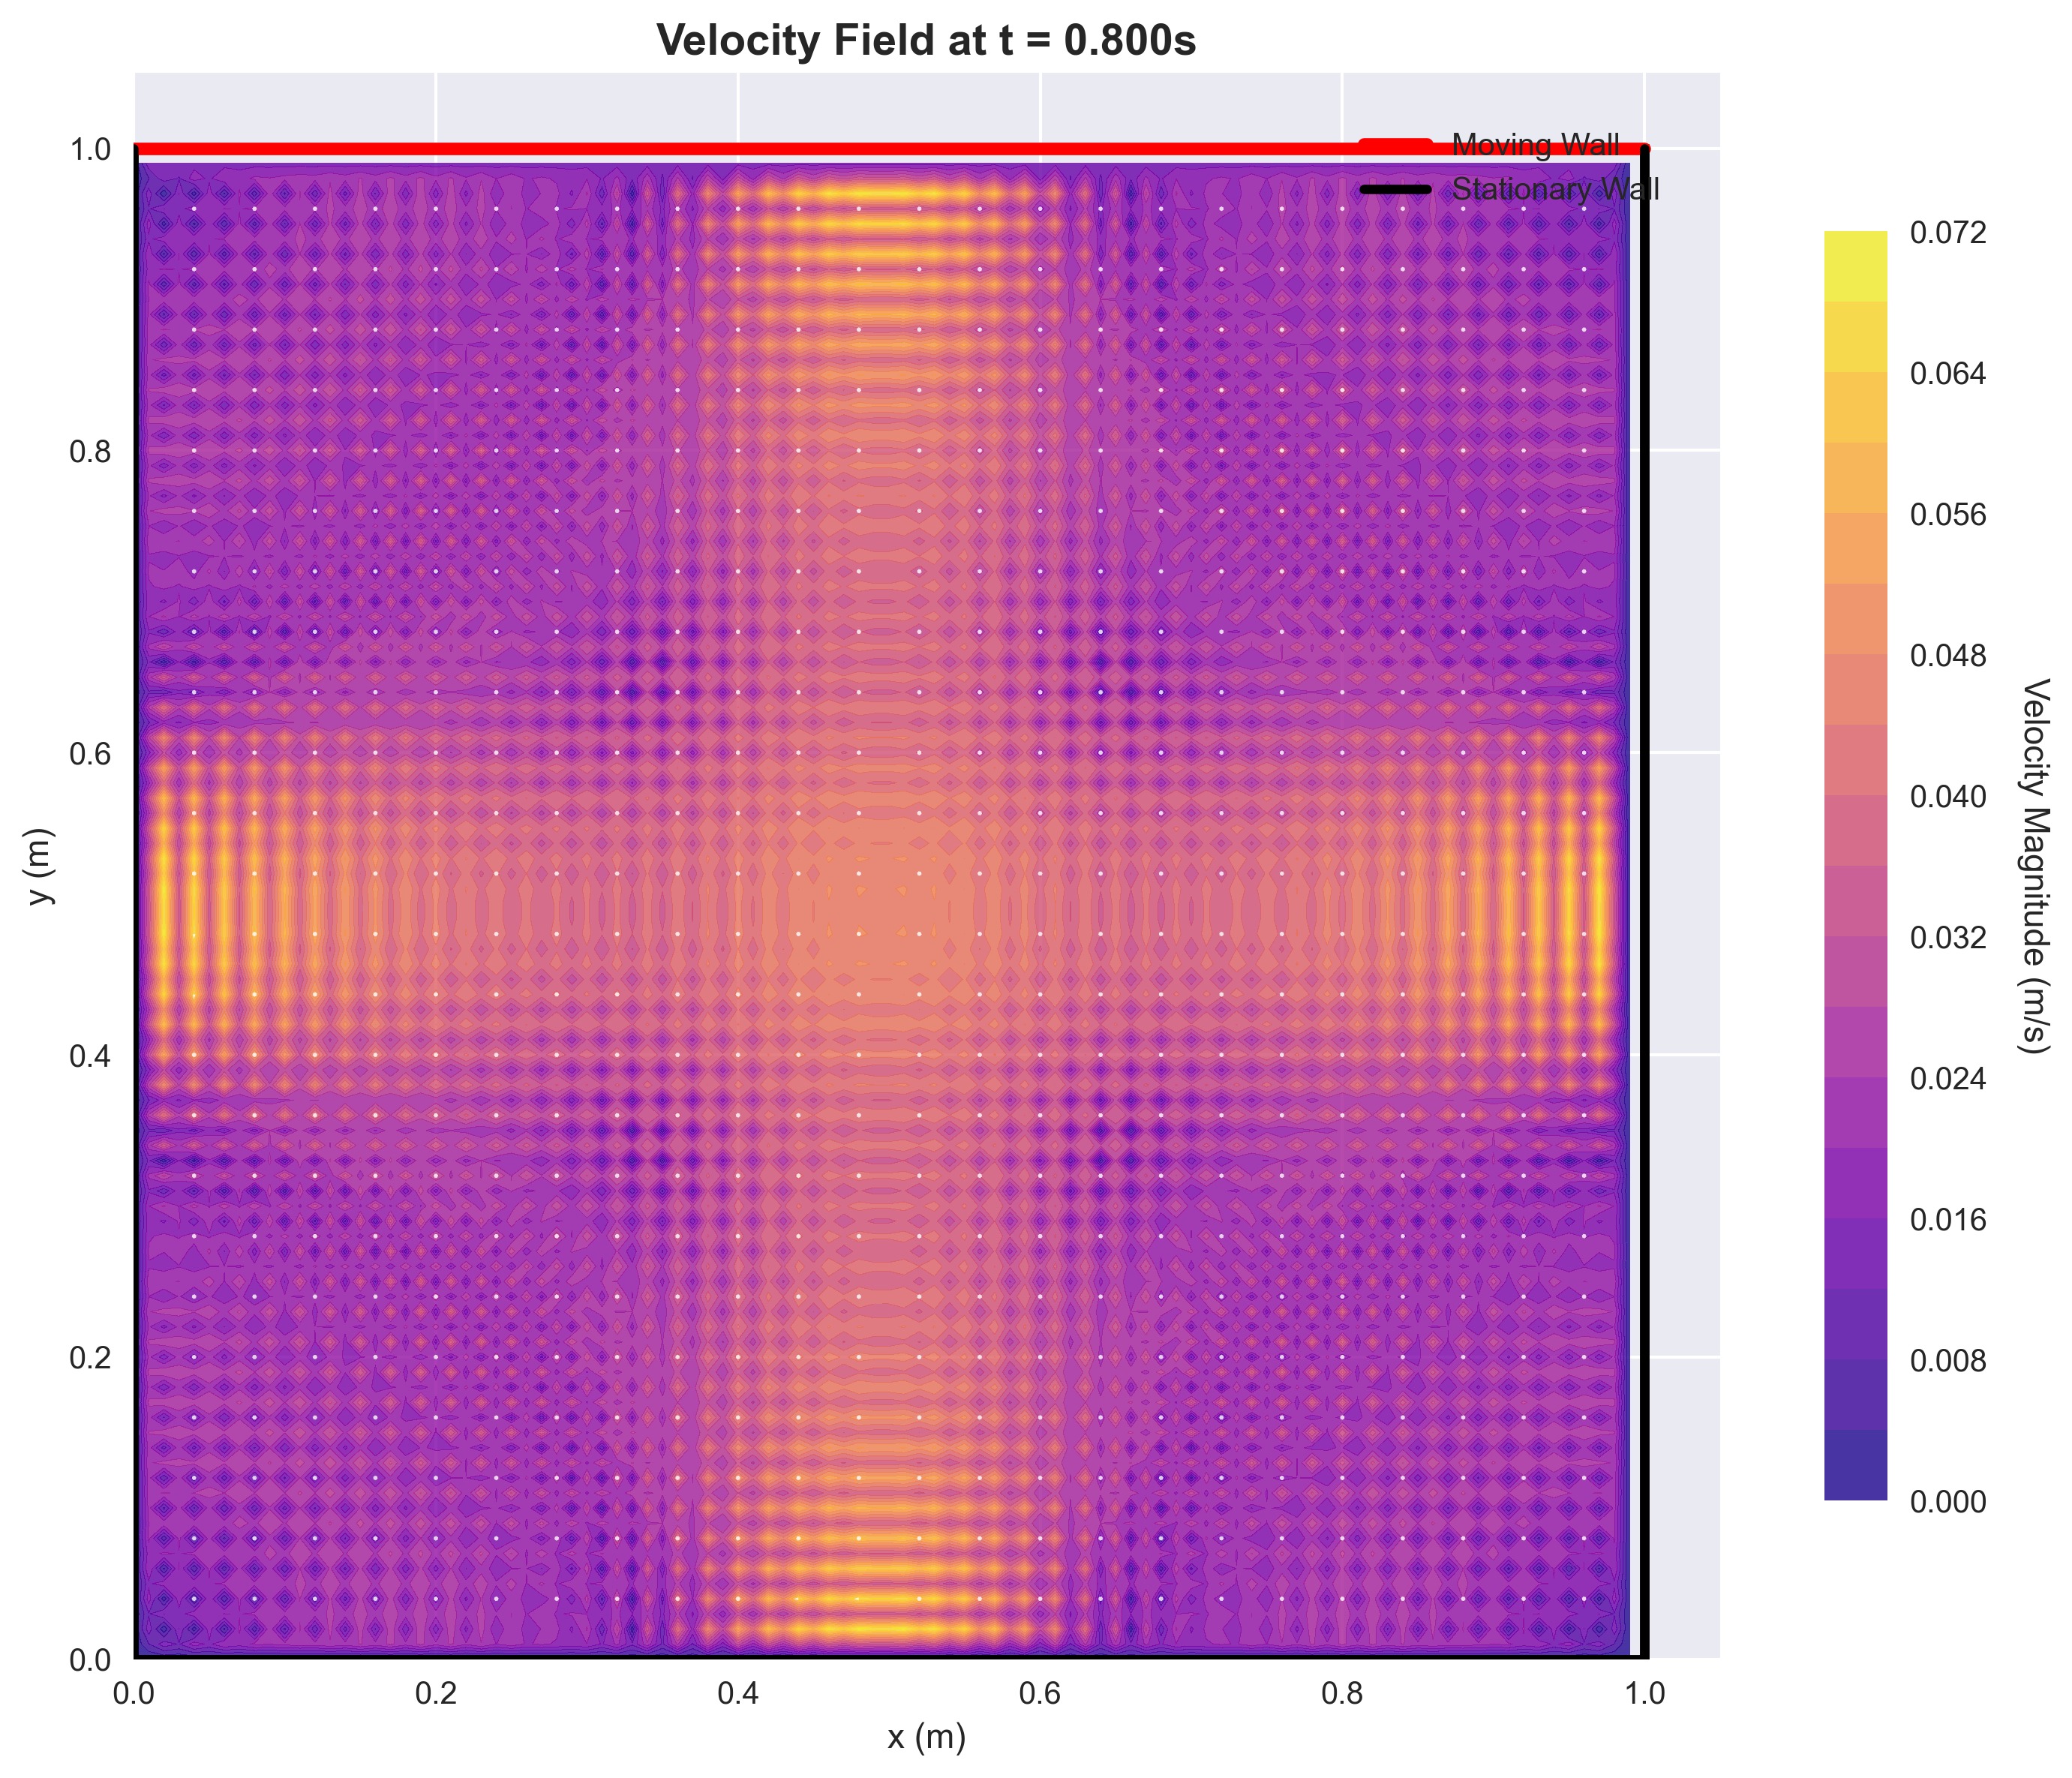 Velocity Field at t = 0.800s
Moving Wall
Stationary Wall
1.0
0.8
0.6
0.4
0.2
0.0
y (m)
0.0 0.2 0.4 0.6 0.8 1.0
x (m)
0.072
0.064
0.056
0.048
0.040
0.032
0.024
0.016
0.008
0.000
Velocity Magnitude (m/s)